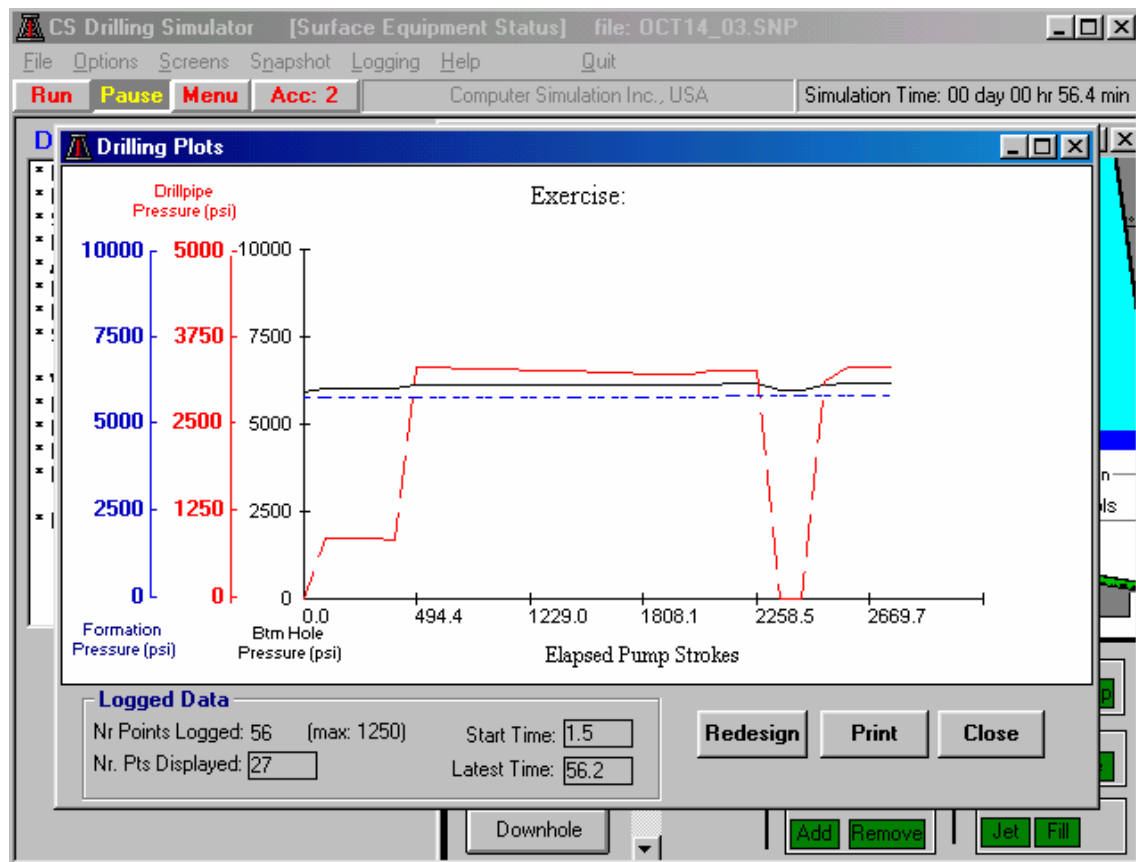 CS Drilling Simulator [Surface Equipment Status] file: OCT14_03.SNP
File Options Screens Snapshot Logging Help Quit
Run Pause Menu Acc: 2 Computer Simulation Inc., USA Simulation Time: 00 day 00 hr 56.4 min
D
Drilling Plots
Exercise:
Drillpipe
Pressure (psi)
10000 5000 10000
7500 3750 7500
5000 2500 5000
2500 1250 2500
0 0 0
0.0 494.4 1229.0 1808.1 2258.5 2669.7
Formation
Pressure (psi)
Btm Hole
Pressure (psi)
Elapsed Pump Strokes
Logged Data
Nr Points Logged: 56 (max: 1250) Start Time: 1.5
Nr. Pts Displayed: 27 Latest Time: 56.2
Redesign Print Close
Downhole
Add Remove Jet Fill